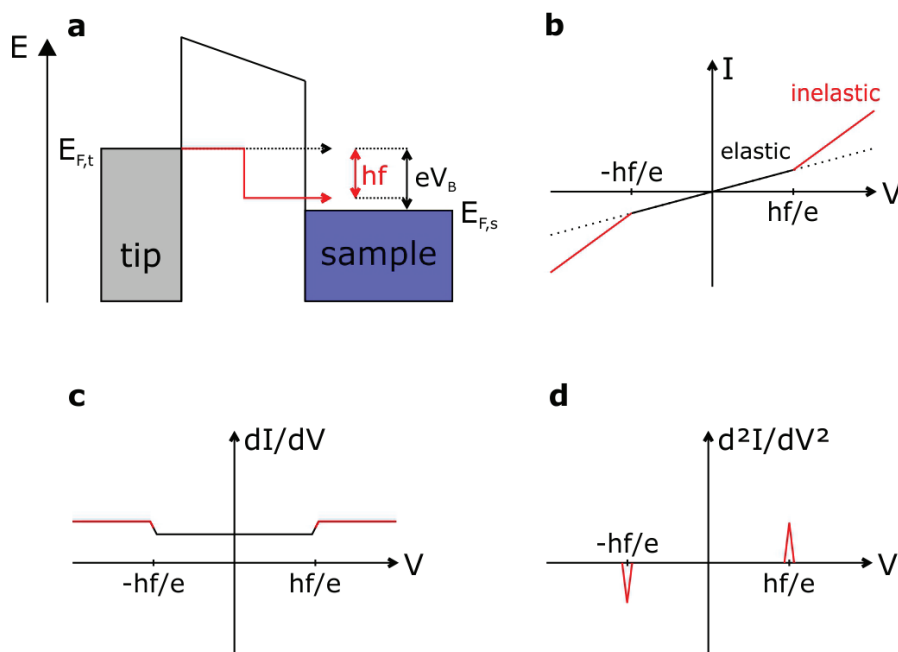 a
E
E_F,t
hf
eV_B
E_F,s
tip
sample
b
I
inelastic
elastic
-hf/e
hf/e
V
c
dI/dV
-hf/e
hf/e
V
d
d²I/dV²
-hf/e
hf/e
V